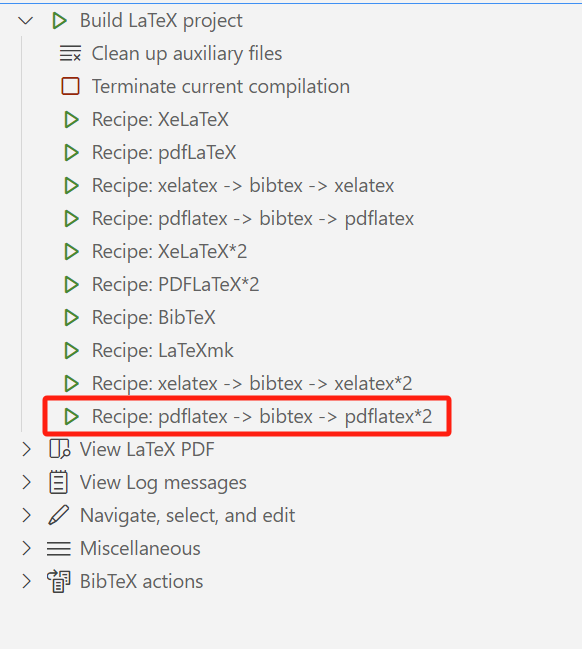 Build LaTeX project
Clean up auxiliary files
Terminate current compilation
Recipe: XeLaTeX
Recipe: pdfLaTeX
Recipe: xelatex -> bibtex -> xelatex
Recipe: pdflatex -> bibtex -> pdflatex
Recipe: XeLaTeX*2
Recipe: PDFLaTeX*2
Recipe: BibTeX
Recipe: LaTeXmk
Recipe: xelatex -> bibtex -> xelatex*2
Recipe: pdflatex -> bibtex -> pdflatex*2
View LaTeX PDF
View Log messages
Navigate, select, and edit
Miscellaneous
BibTeX actions